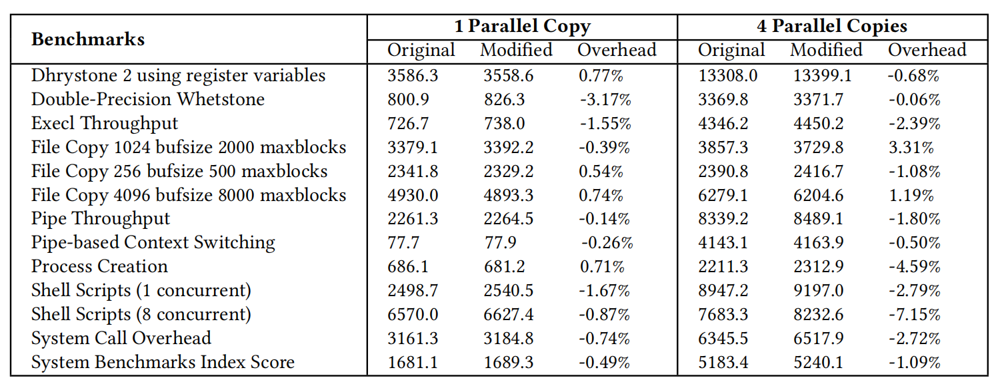 Benchmarks 1 Parallel Copy 4 Parallel Copies
Original Modified Overhead Original Modified Overhead
Dhrystone 2 using register variables 3586.3 3558.6 0.77% 13308.0 13399.1 -0.68%
Double-Precision Whetstone 800.9 826.3 -3.17% 3369.8 3371.7 -0.06%
Execl Throughput 726.7 738.0 -1.55% 4346.2 4450.2 -2.39%
File Copy 1024 bufsize 2000 maxblocks 3379.1 3392.2 -0.39% 3857.3 3729.8 3.31%
File Copy 256 bufsize 500 maxblocks 2341.8 2329.2 0.54% 2390.8 2416.7 -1.08%
File Copy 4096 bufsize 8000 maxblocks 4930.0 4893.3 0.74% 6279.1 6204.6 1.19%
Pipe Throughput 2261.3 2264.5 -0.14% 8339.2 8489.1 -1.80%
Pipe-based Context Switching 77.7 77.9 -0.26% 4143.1 4163.9 -0.50%
Process Creation 686.1 681.2 0.71% 2211.3 2312.9 -4.59%
Shell Scripts (1 concurrent) 2498.7 2540.5 -1.67% 8947.2 9197.0 -2.79%
Shell Scripts (8 concurrent) 6570.0 6627.4 -0.87% 7683.3 8232.6 -7.15%
System Call Overhead 3161.3 3184.8 -0.74% 6345.5 6517.9 -2.72%
System Benchmarks Index Score 1681.1 1689.3 -0.49% 5183.4 5240.1 -1.09%